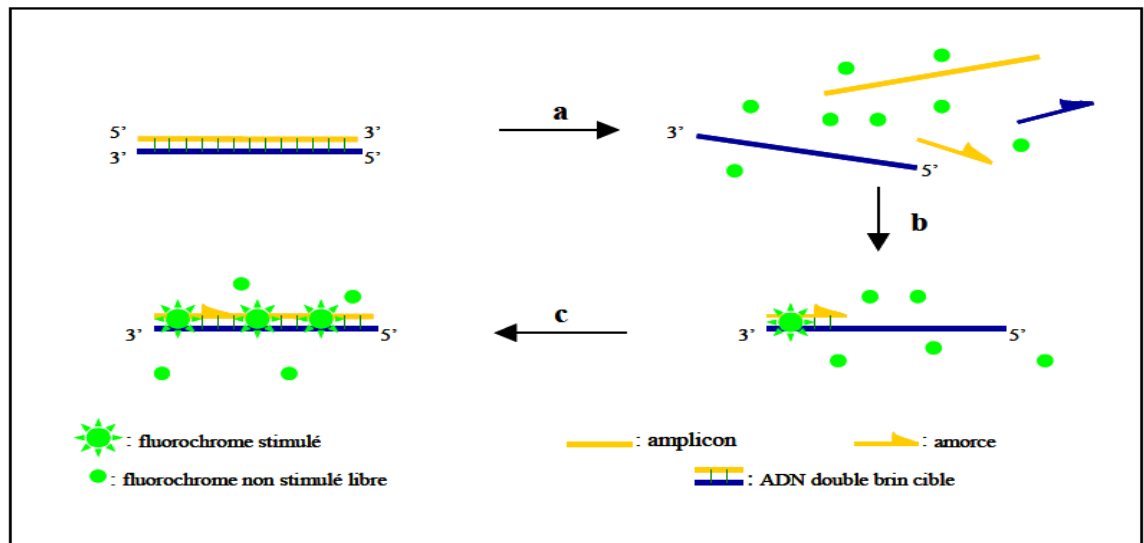 a
5’ 3’
3’ 5’
3’
5’
b
c
3’ 5’
3’ 5’
: fluorochrome stimulé : amplicon : amorce
: fluorochrome non stimulé libre : ADN double brin cible